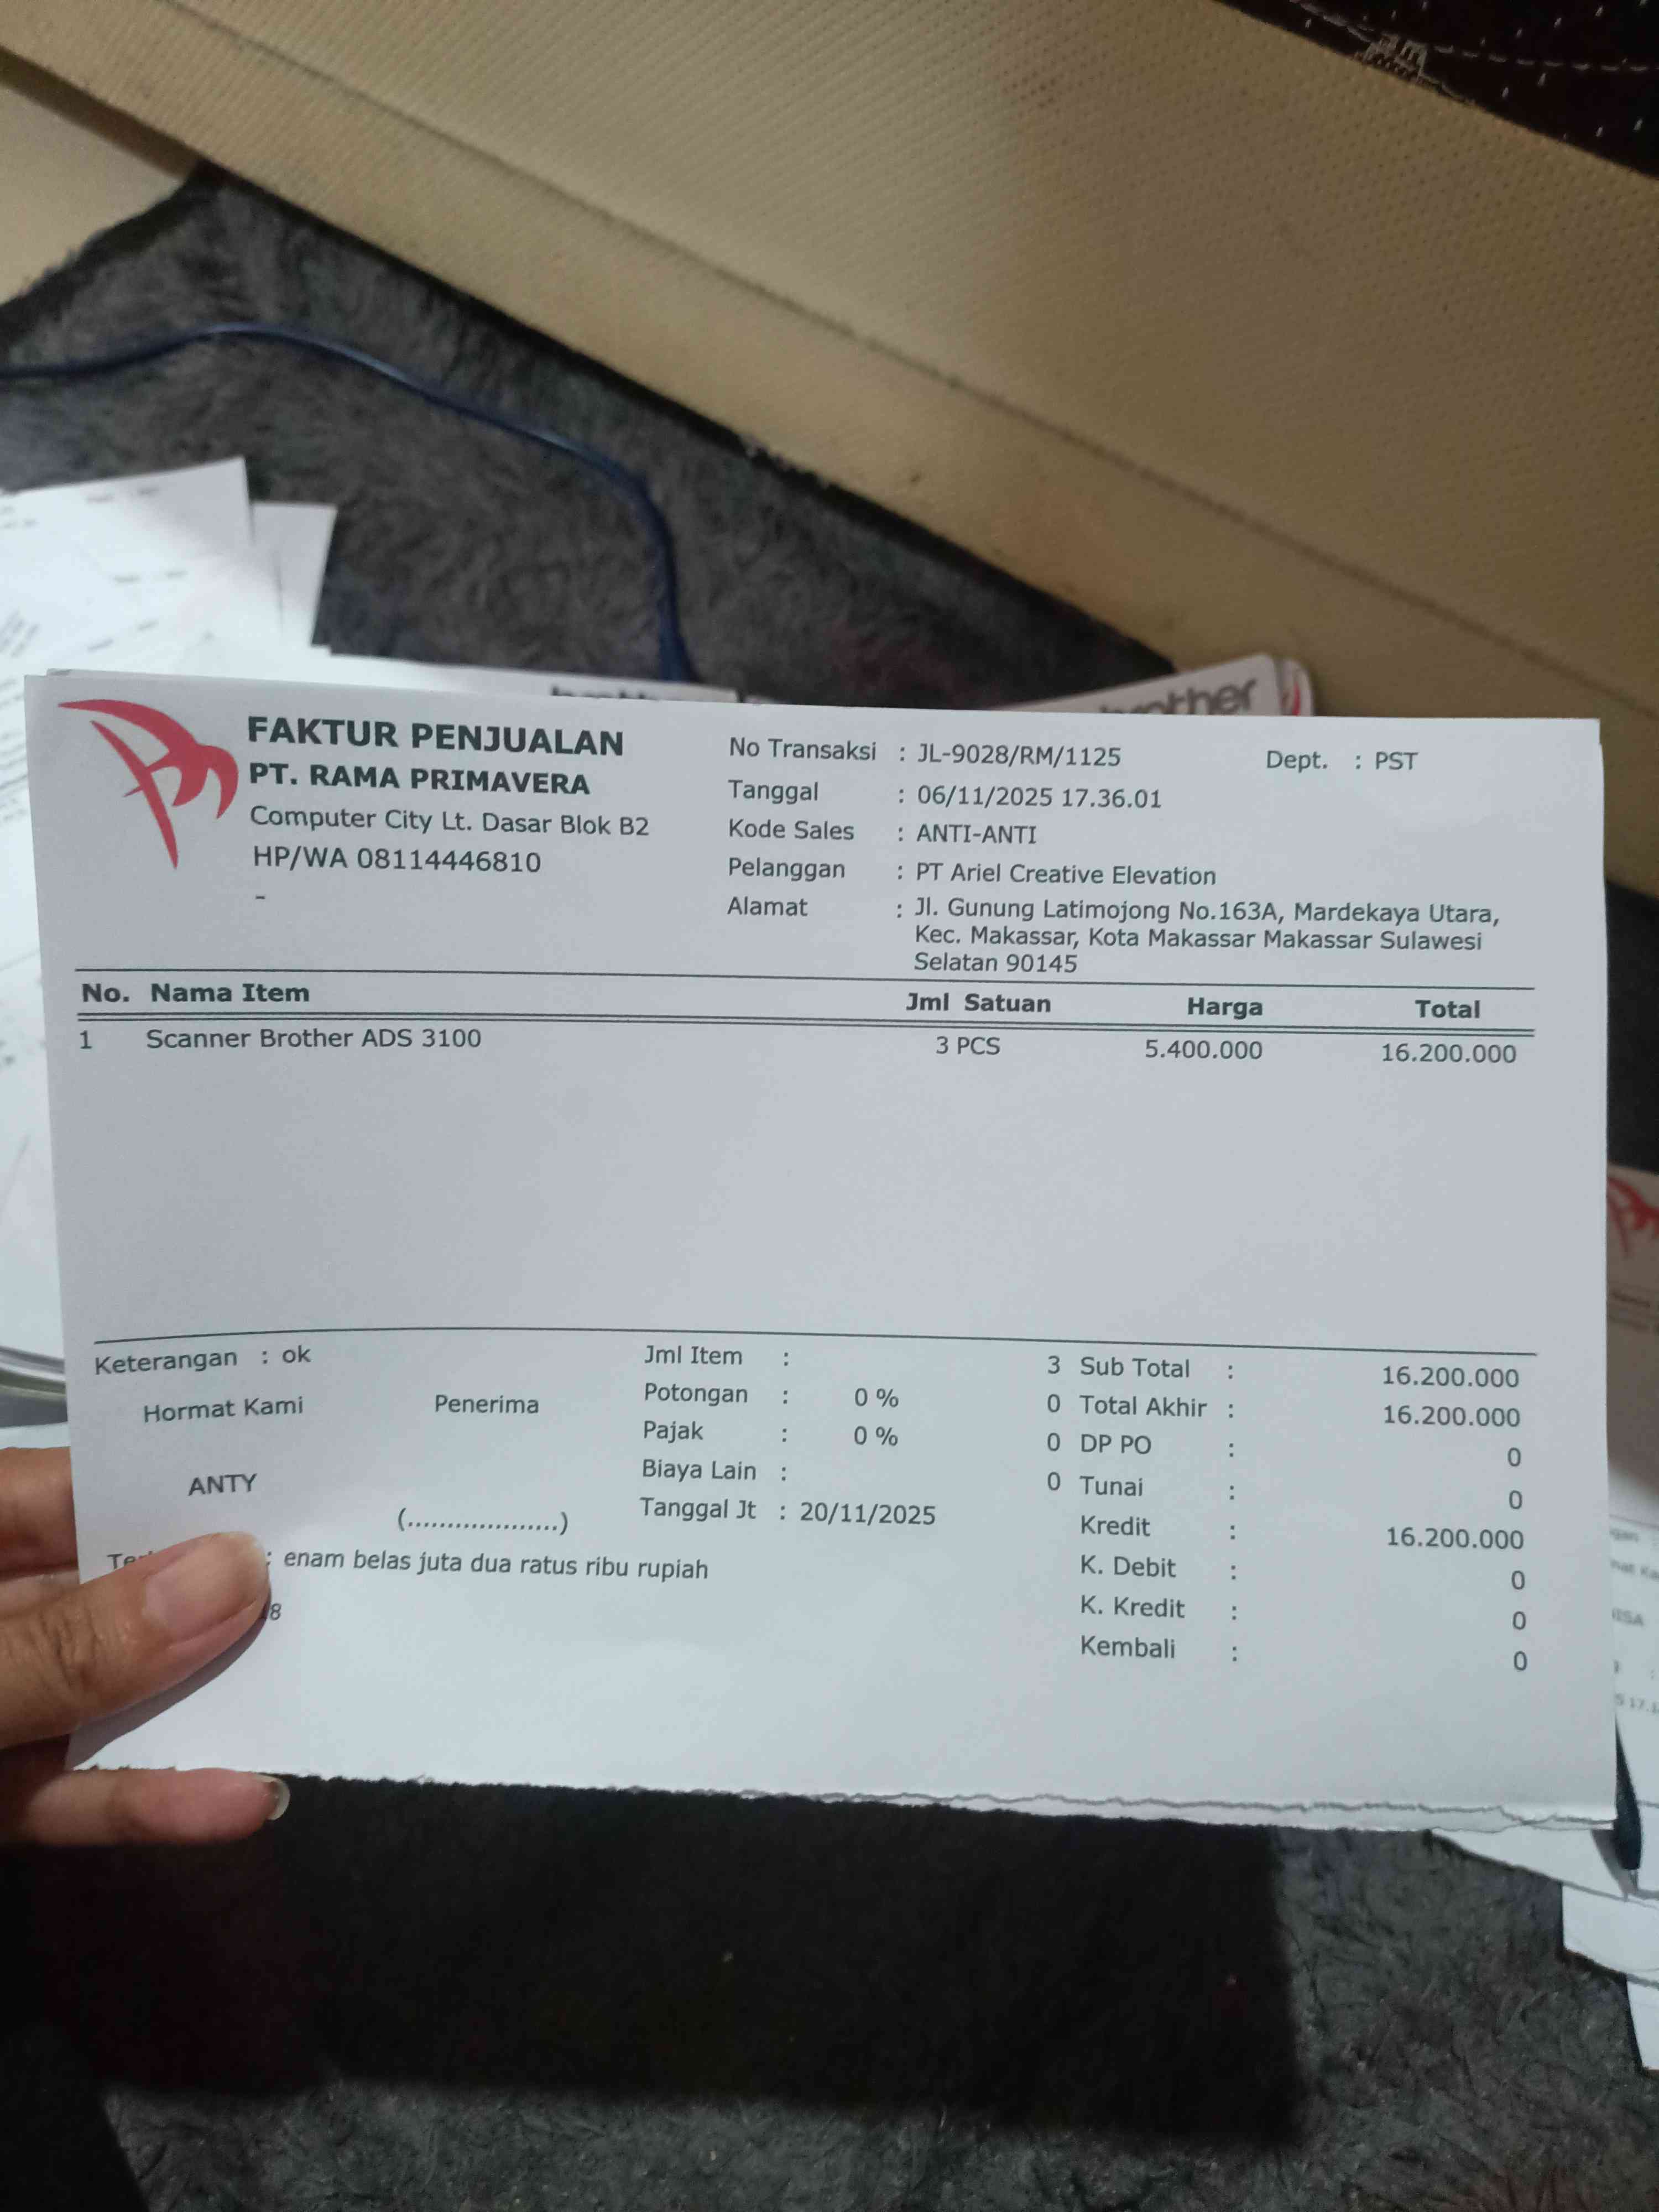 brother
FAKTUR PENJUALAN
PT. RAMA PRIMAVERA
Computer City Lt. Dasar Blok B2
HP/WA 08114446810
-
No Transaksi : JL-9028/RM/1125 Dept. : PST
Tanggal : 06/11/2025 17.36.01
Kode Sales : ANTI-ANTI
Pelanggan : PT Ariel Creative Elevation
Alamat : Jl. Gunung Latimojong No.163A, Mardekaya Utara,
Kec. Makassar, Kota Makassar Makassar Sulawesi
Selatan 90145
No. Nama Item Jml Satuan Harga Total
1 Scanner Brother ADS 3100 3 PCS 5.400.000 16.200.000
Keterangan : ok
Hormat Kami Penerima
ANTY
(...................)
: enam belas juta dua ratus ribu rupiah
8
Jml Item : 3
Potongan : 0 % 0
Pajak : 0 % 0
Biaya Lain : 0
Tanggal Jt : 20/11/2025
Sub Total : 16.200.000
Total Akhir : 16.200.000
DP PO : 0
Tunai : 0
Kredit : 16.200.000
K. Debit : 0
K. Kredit : 0
Kembali : 0